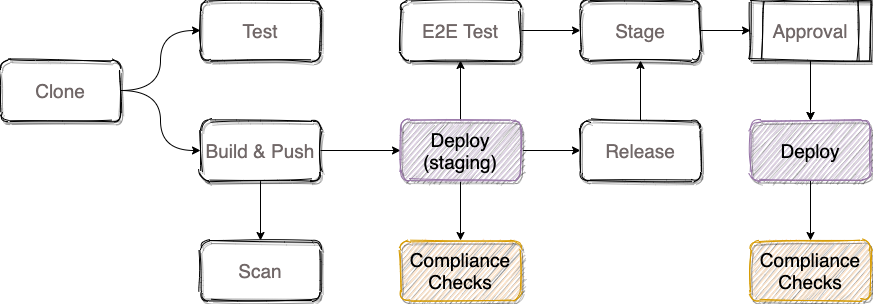 Test
E2E Test
Stage
Approval
Clone
Build & Push
Deploy
(staging)
Release
Deploy
Scan
Compliance
Checks
Compliance
Checks